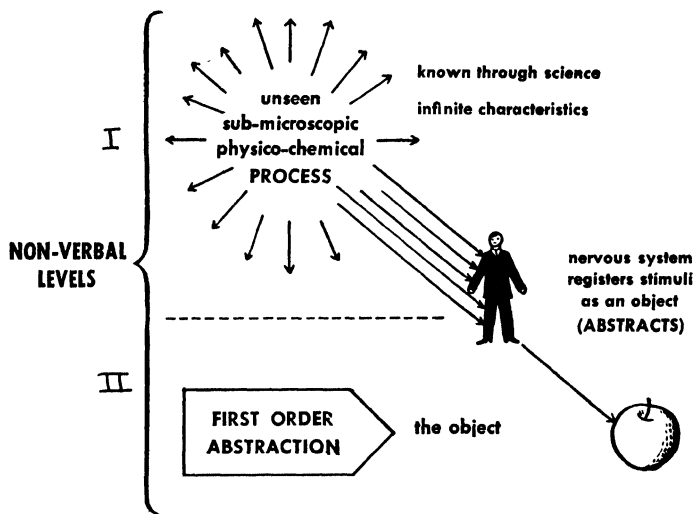 known through science
infinite characteristics
unseen
sub-microscopic
physico-chemical
PROCESS
I
NON-VERBAL
LEVELS
nervous system
registers stimuli
as an object
(ABSTRACTS)
II
FIRST ORDER
ABSTRACTION
the object